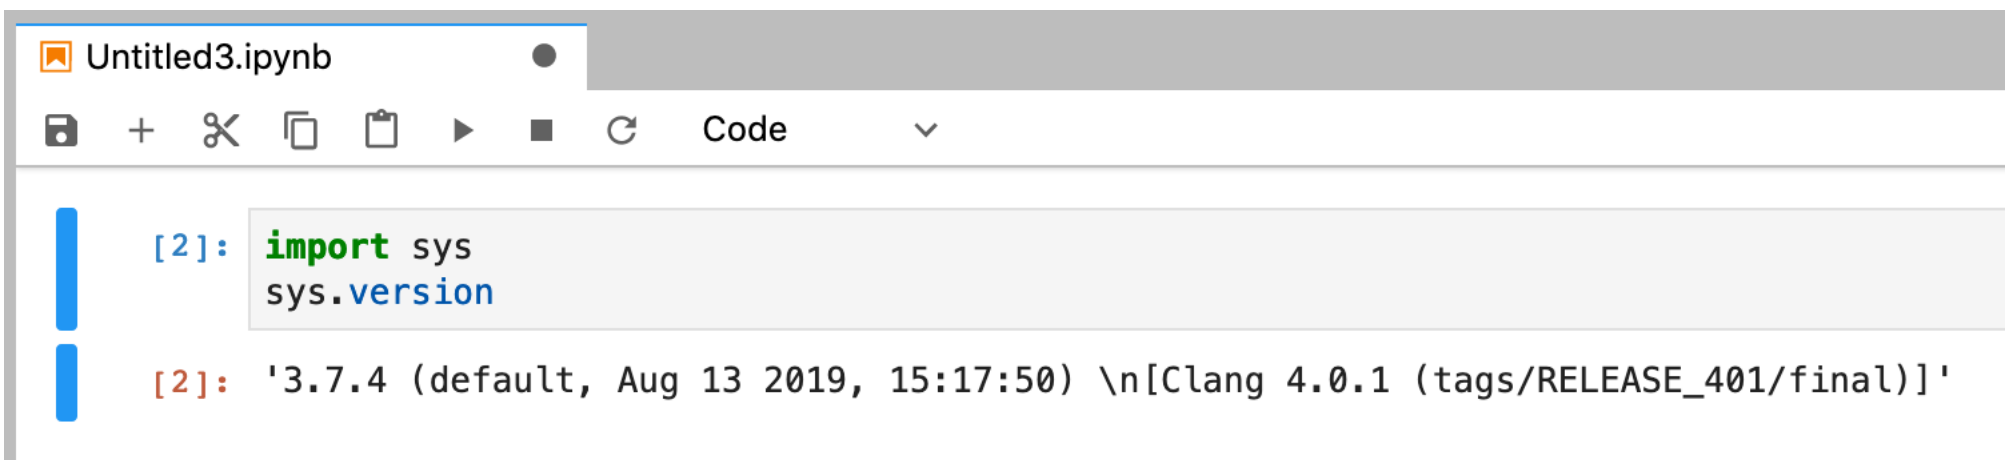 Untitled3.ipynb
Code
[2]: import sys
sys.version
[2]: '3.7.4 (default, Aug 13 2019, 15:17:50) \n[Clang 4.0.1 (tags/RELEASE_401/final)]'